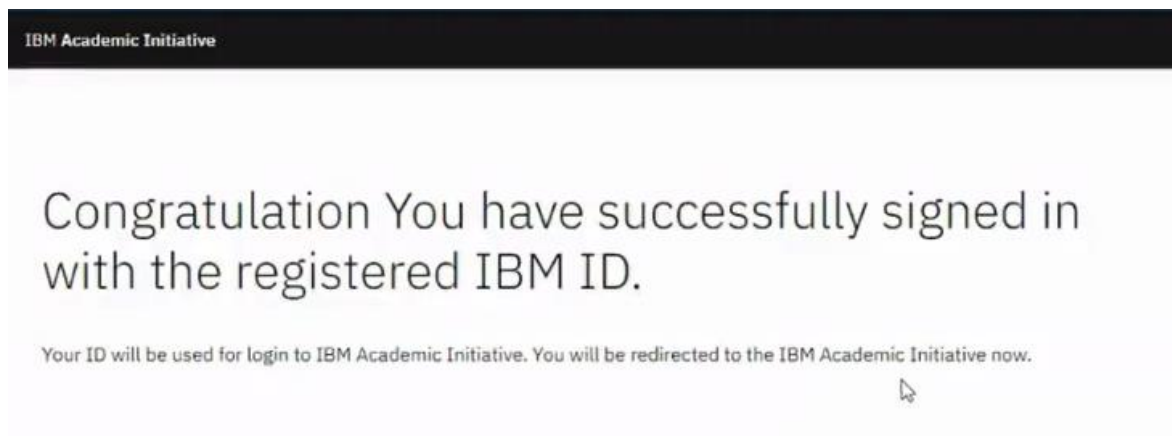 IBM Academic Initiative
Congratulation You have successfully signed in
with the registered IBM ID.
Your ID will be used for login to IBM Academic Initiative. You will be redirected to the IBM Academic Initiative now.